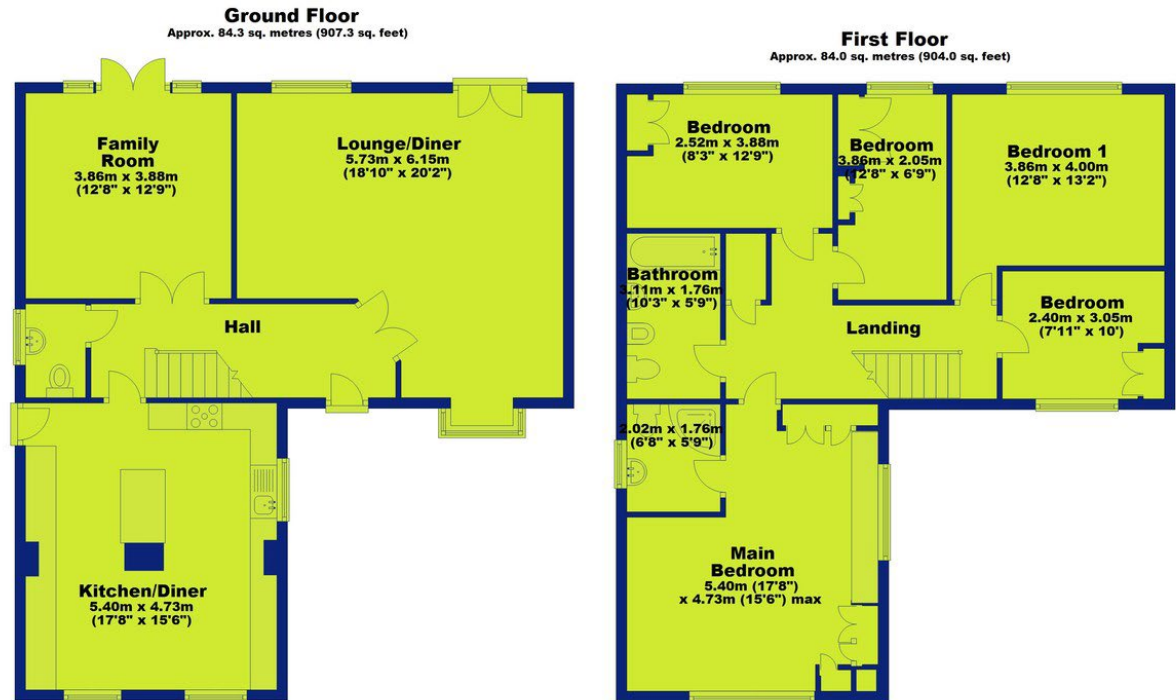 Ground Floor
Approx. 84.3 sq. metres (907.3 sq. feet)
Family
Room
3.86m x 3.88m
(12'8" x 12'9")
Lounge/Diner
5.73m x 6.15m
(18'10" x 20'2")
Hall
Kitchen/Diner
5.40m x 4.73m
(17'8" x 15'6")
First Floor
Approx. 84.0 sq. metres (904.0 sq. feet)
Bedroom
2.52m x 3.88m
(8'3" x 12'9")
Bedroom
3.86m x 2.05m
(12'8" x 6'9")
Bedroom 1
3.86m x 4.00m
(12'8" x 13'2")
Bathroom
3.11m x 1.76m
(10'3" x 5'9")
Landing
Bedroom
2.40m x 3.05m
(7'11" x 10')
2.02m x 1.76m
(6'8" x 5'9")
Main
Bedroom
5.40m (17'8")
x 4.73m (15'6") max